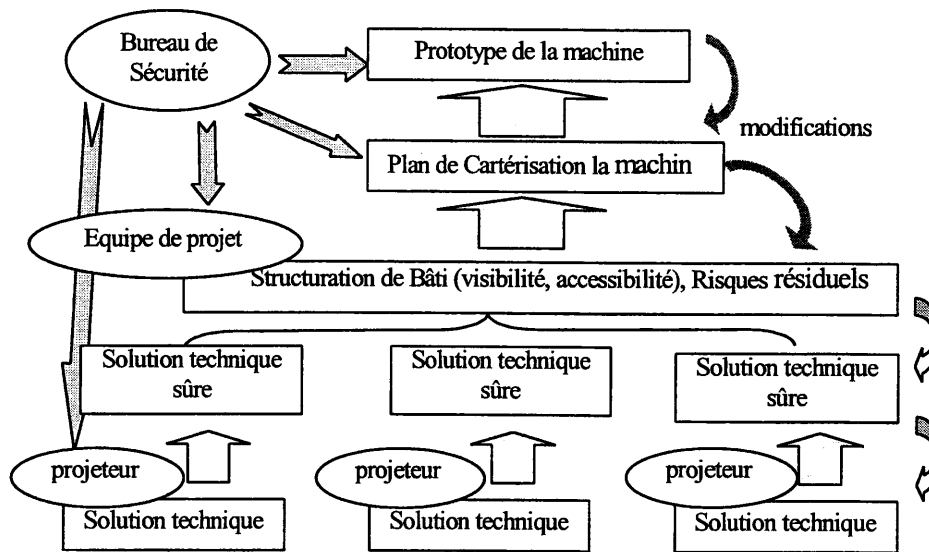 Bureau de
Sécurité
Prototype de la machine
modifications
Plan de Cartérisation la machin
Equipe de projet
Structuration de Bâti (visibilité, accessibilité), Risques résiduels
Solution technique
sûre
Solution technique
sûre
Solution technique
sûre
projeteur
projeteur
projeteur
Solution technique
Solution technique
Solution technique